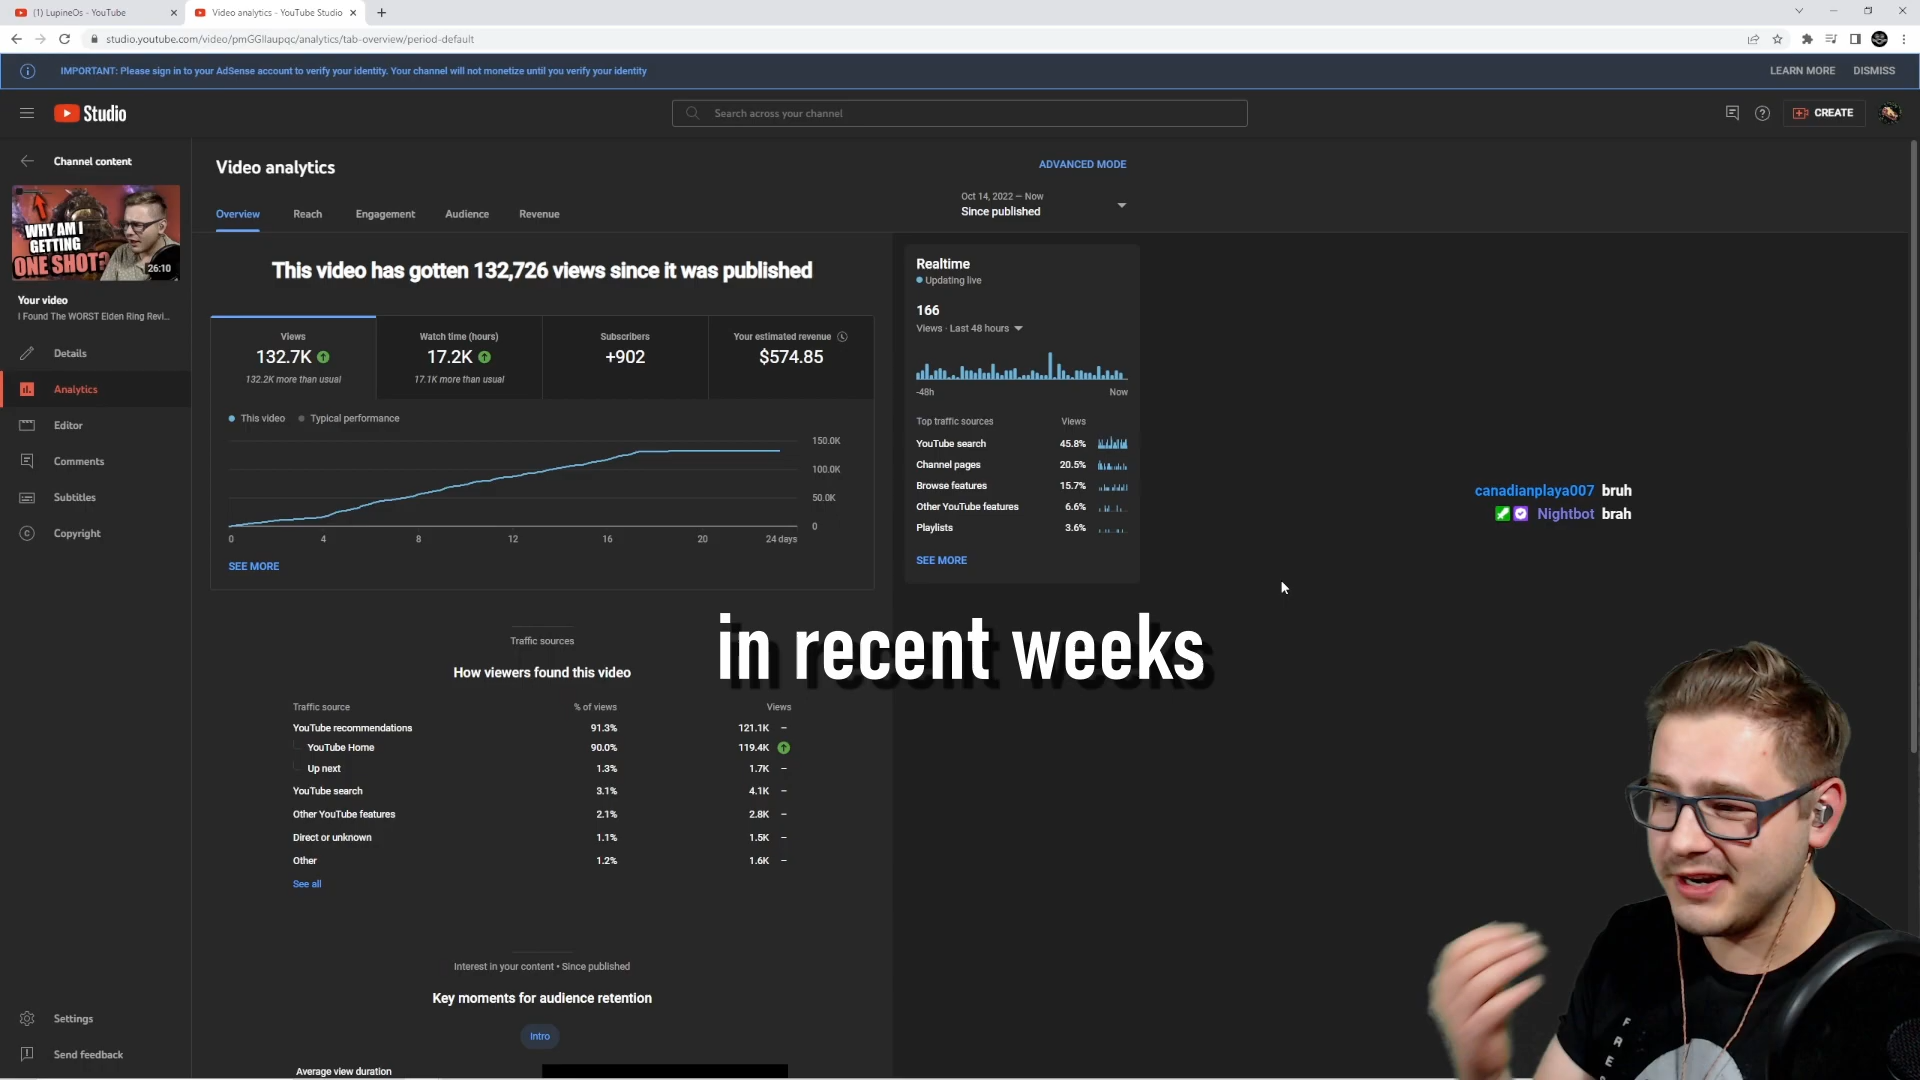 (1) LupineOs - YouTube
Video analytics - YouTube Studio
studio.youtube.com/video/pmGGIlaupqc/analytics/tab-overview/period-default
IMPORTANT: Please sign in to your AdSense account to verify your identity. Your channel will not monetize until you verify your identity
LEARN MORE
DISMISS
Studio
Search across your channel
CREATE
Channel content
WHY AM I
GETTING
ONE SHOT?
26:10
Your video
I Found The WORST Elden Ring Revi...
Details
Analytics
Editor
Comments
Subtitles
Copyright
Settings
Send feedback
Video analytics
ADVANCED MODE
Overview
Reach
Engagement
Audience
Revenue
Oct 14, 2022 – Now
Since published
This video has gotten 132,726 views since it was published
Views
132.7K
132.2K more than usual
Watch time (hours)
17.2K
17.1K more than usual
Subscribers
+902
Your estimated revenue
$574.85
This video
Typical performance
150.0K
100.0K
50.0K
0
0
4
8
12
16
20
24 days
SEE MORE
Realtime
Updating live
166
Views · Last 48 hours
-48h
Now
Top traffic sources
Views
YouTube search
45.8%
Channel pages
20.5%
Browse features
15.7%
Other YouTube features
6.6%
Playlists
3.6%
SEE MORE
canadianplaya007 bruh
Nightbot brah
in recent weeks
Traffic sources
How viewers found this video
Traffic source
% of views
Views
YouTube recommendations
91.3%
121.1K –
YouTube Home
90.0%
119.4K
Up next
1.3%
1.7K –
YouTube search
3.1%
4.1K –
Other YouTube features
2.1%
2.8K –
Direct or unknown
1.1%
1.5K –
Other
1.2%
1.6K –
See all
Interest in your content • Since published
Key moments for audience retention
Intro
Average view duration
F
R
E
E